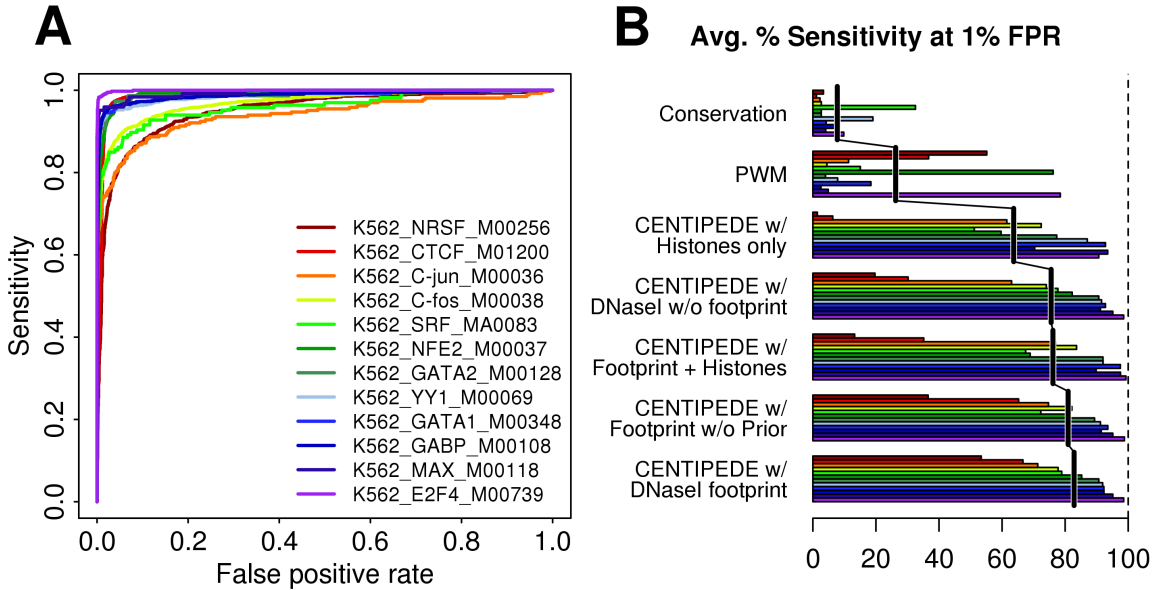 A
Sensitivity
1.0
0.8
0.6
0.4
0.2
0.0
K562_NRSF_M00256
K562_CTCF_M01200
K562_C-jun_M00036
K562_C-fos_M00038
K562_SRF_MA0083
K562_NFE2_M00037
K562_GATA2_M00128
K562_YY1_M00069
K562_GATA1_M00348
K562_GABP_M00108
K562_MAX_M00118
K562_E2F4_M00739
0.0 0.2 0.4 0.6 0.8 1.0
False positive rate
B
Avg. % Sensitivity at 1% FPR
Conservation
PWM
CENTIPEDE w/
Histones only
CENTIPEDE w/
DNaseI w/o footprint
CENTIPEDE w/
Footprint + Histones
CENTIPEDE w/
Footprint w/o Prior
CENTIPEDE w/
DNaseI footprint
0 20 40 60 80 100